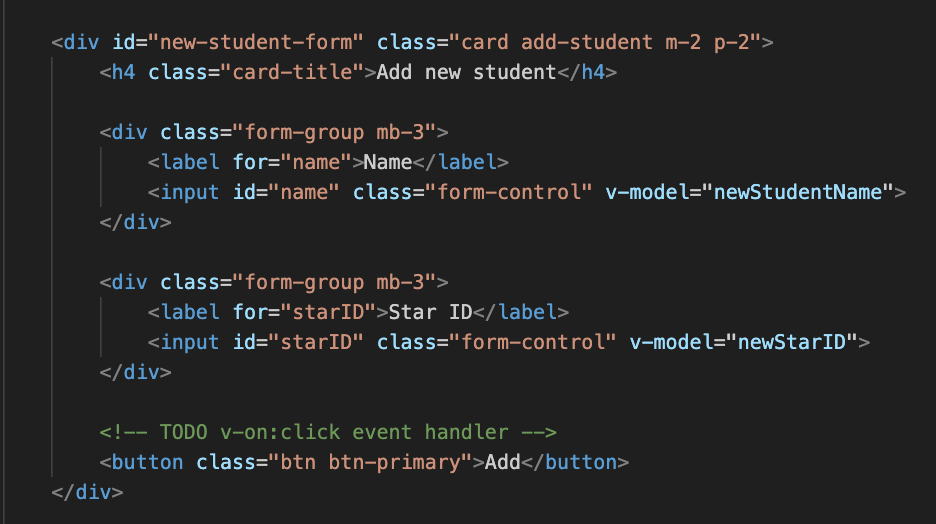 <div id="new-student-form" class="card add-student m-2 p-2">
<h4 class="card-title">Add new student</h4>
<div class="form-group mb-3">
<label for="name">Name</label>
<input id="name" class="form-control" v-model="newStudentName">
</div>
<div class="form-group mb-3">
<label for="starID">Star ID</label>
<input id="starID" class="form-control" v-model="newStarID">
</div>
<!-- TODO v-on:click event handler -->
<button class="btn btn-primary">Add</button>
</div>